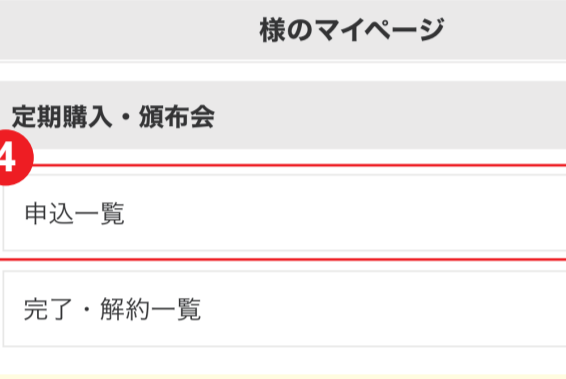 様のマイページ
定期購入・頒布会
4
申込一覧
完了・解約一覧